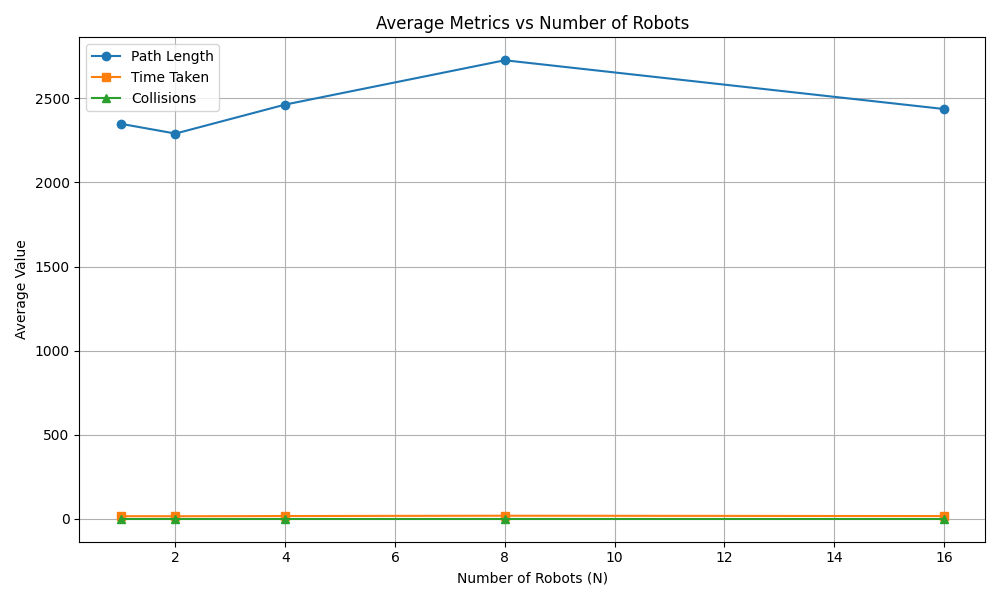 Average Metrics vs Number of Robots
Path Length
Time Taken
Collisions
Average Value
2500
2000
1500
1000
500
0
2 4 6 8 10 12 14 16
Number of Robots (N)